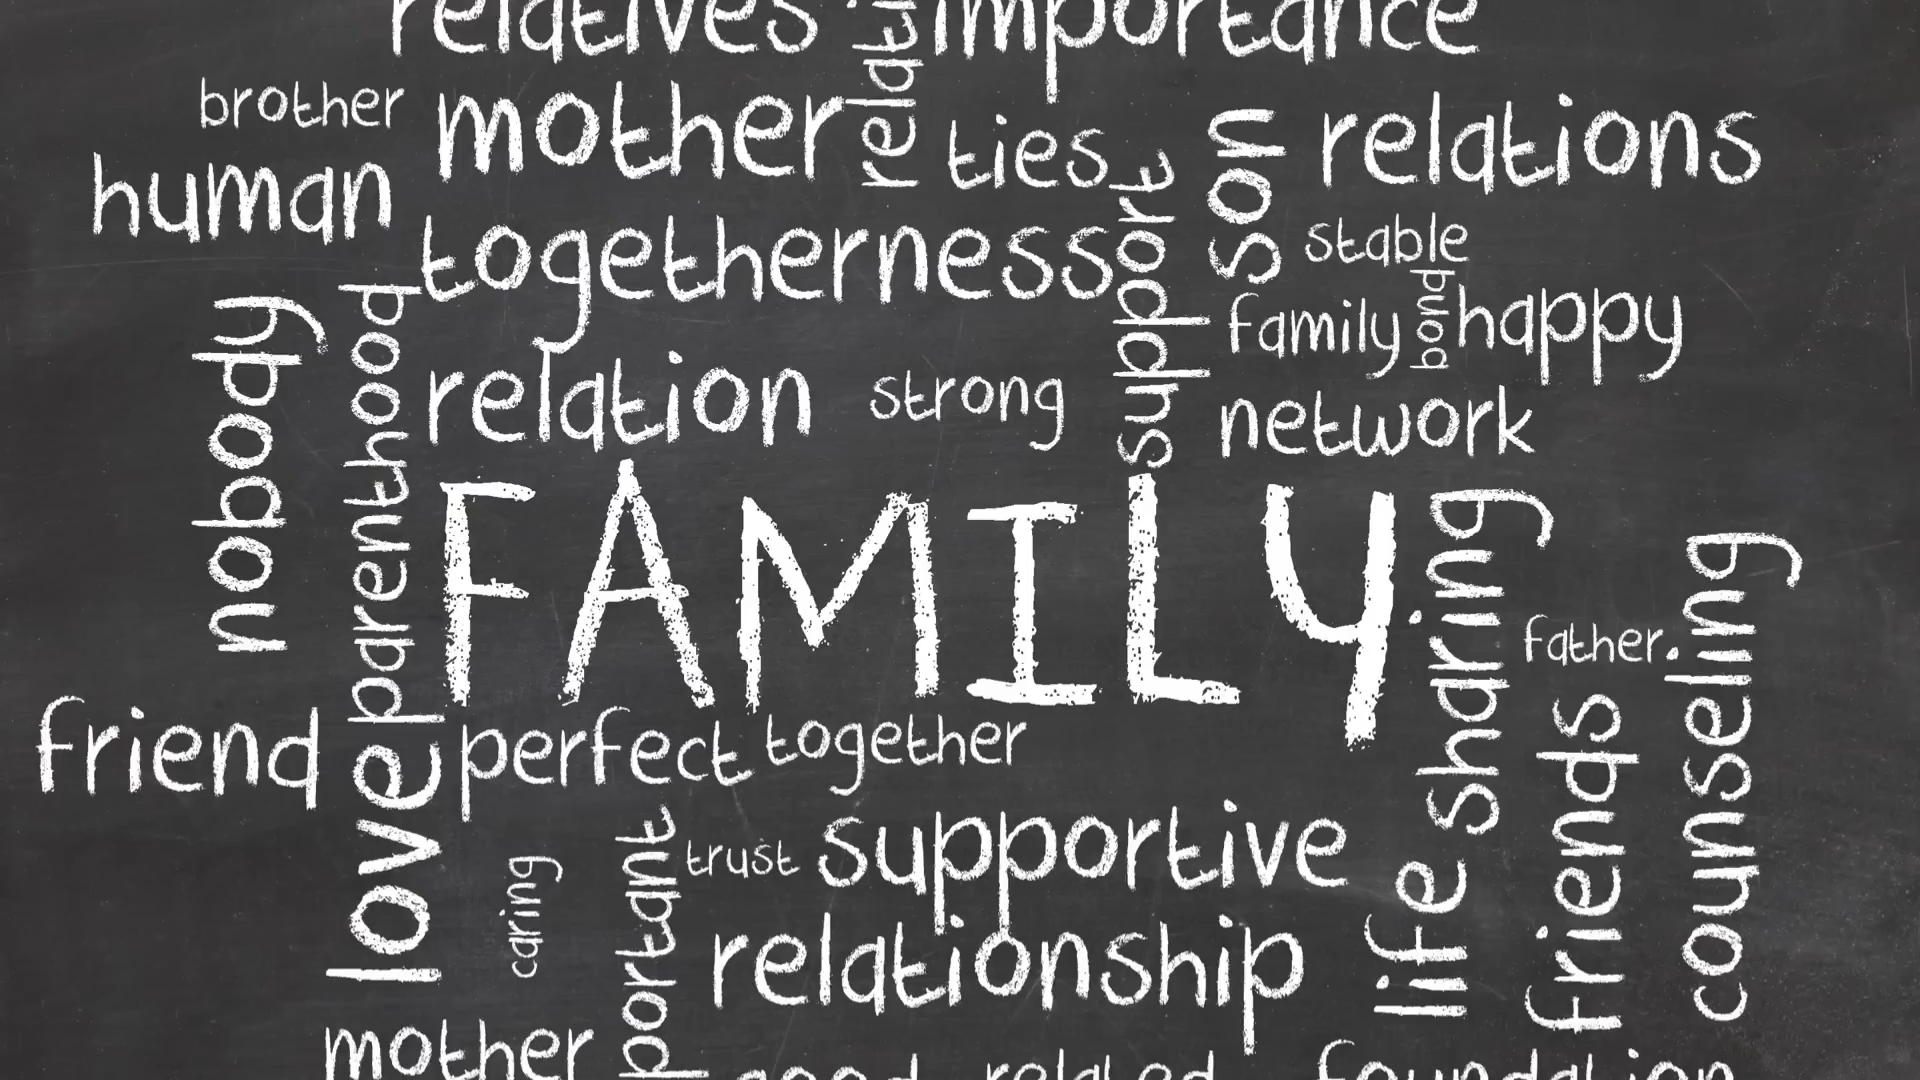 relatives
importance
brother
mother
ties
son
relations
human
togetherness
support
stable
nobody
parenthood
family
bond
happy
relation
strong
network
FAMILY
sharing
counseling
father
friend
love
perfect
together
friends
caring
trust
supportive
life
relationship
mother
related
foundation